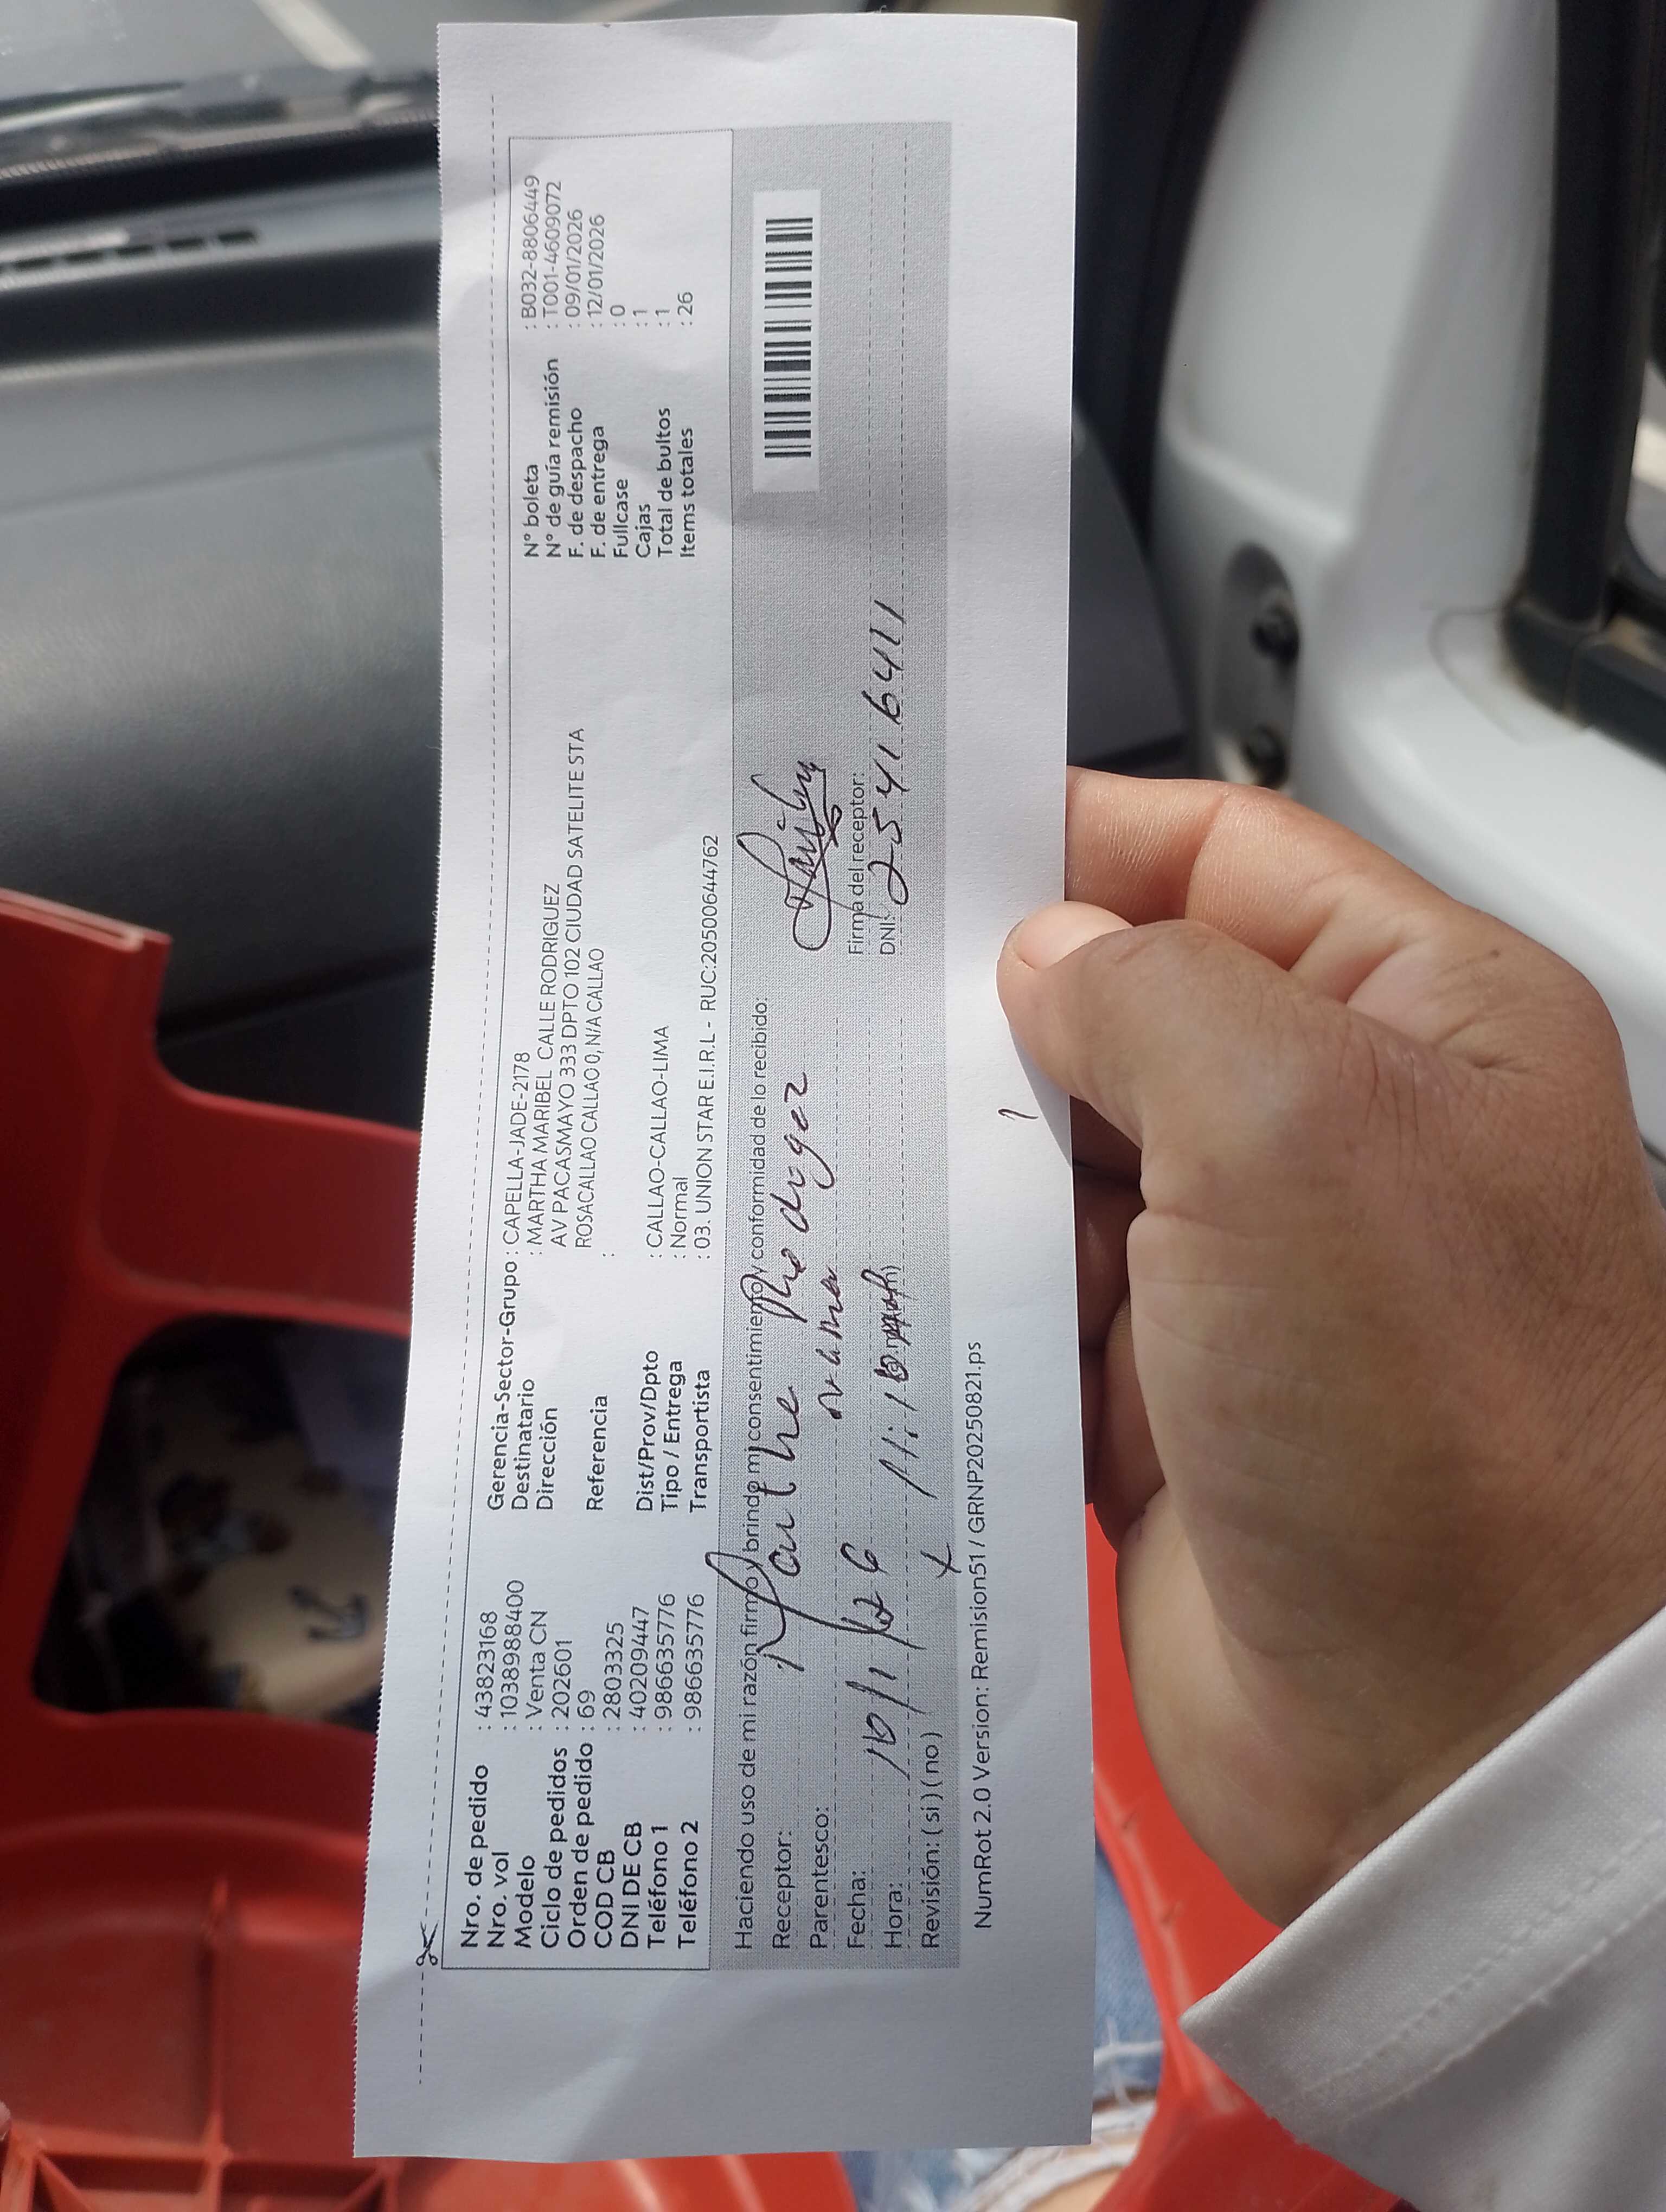 Nro. de pedido : 43823168
Nro. vol : 10389888400
Modelo : Venta CN
Ciclo de pedidos : 202601
Orden de pedido : 69
COD CB : 2803325
DNI DE CB : 40209447
Teléfono 1 : 986635776
Teléfono 2 : 986635776
Gerencia-Sector-Grupo : CAPELLA-JADE-2178
Destinatario : MARTHA MARIBEL CALLE RODRIGUEZ
Dirección AV PACASMAYO 333 DPTO 102 CIUDAD SATELITE STA
ROSACALLAO CALLAO 0, N/A CALLAO
Referencia :
Dist/Prov/Dpto : CALLAO-CALLAO-LIMA
Tipo / Entrega : Normal
Transportista : 03. UNION STAR E.I.R.L - RUC:20500644762
N° boleta : B032-8806449
N° de guía remisión : T001-4609072
F. de despacho : 09/01/2026
F. de entrega : 12/01/2026
Fullcase : 0
Cajas : 1
Total de bultos : 1
Items totales : 26
Haciendo uso de mi razón firmo y brindo mi consentimiento y conformidad de lo recibido:
Receptor:
Parentesco:
Fecha: 10/1/26
Hora: 11:10
Revisión: ( si ) ( no )
Firma del receptor:
DNI: 25416411
NumRot 2.0 Version: Remision51 / GRNP20250821.ps
1